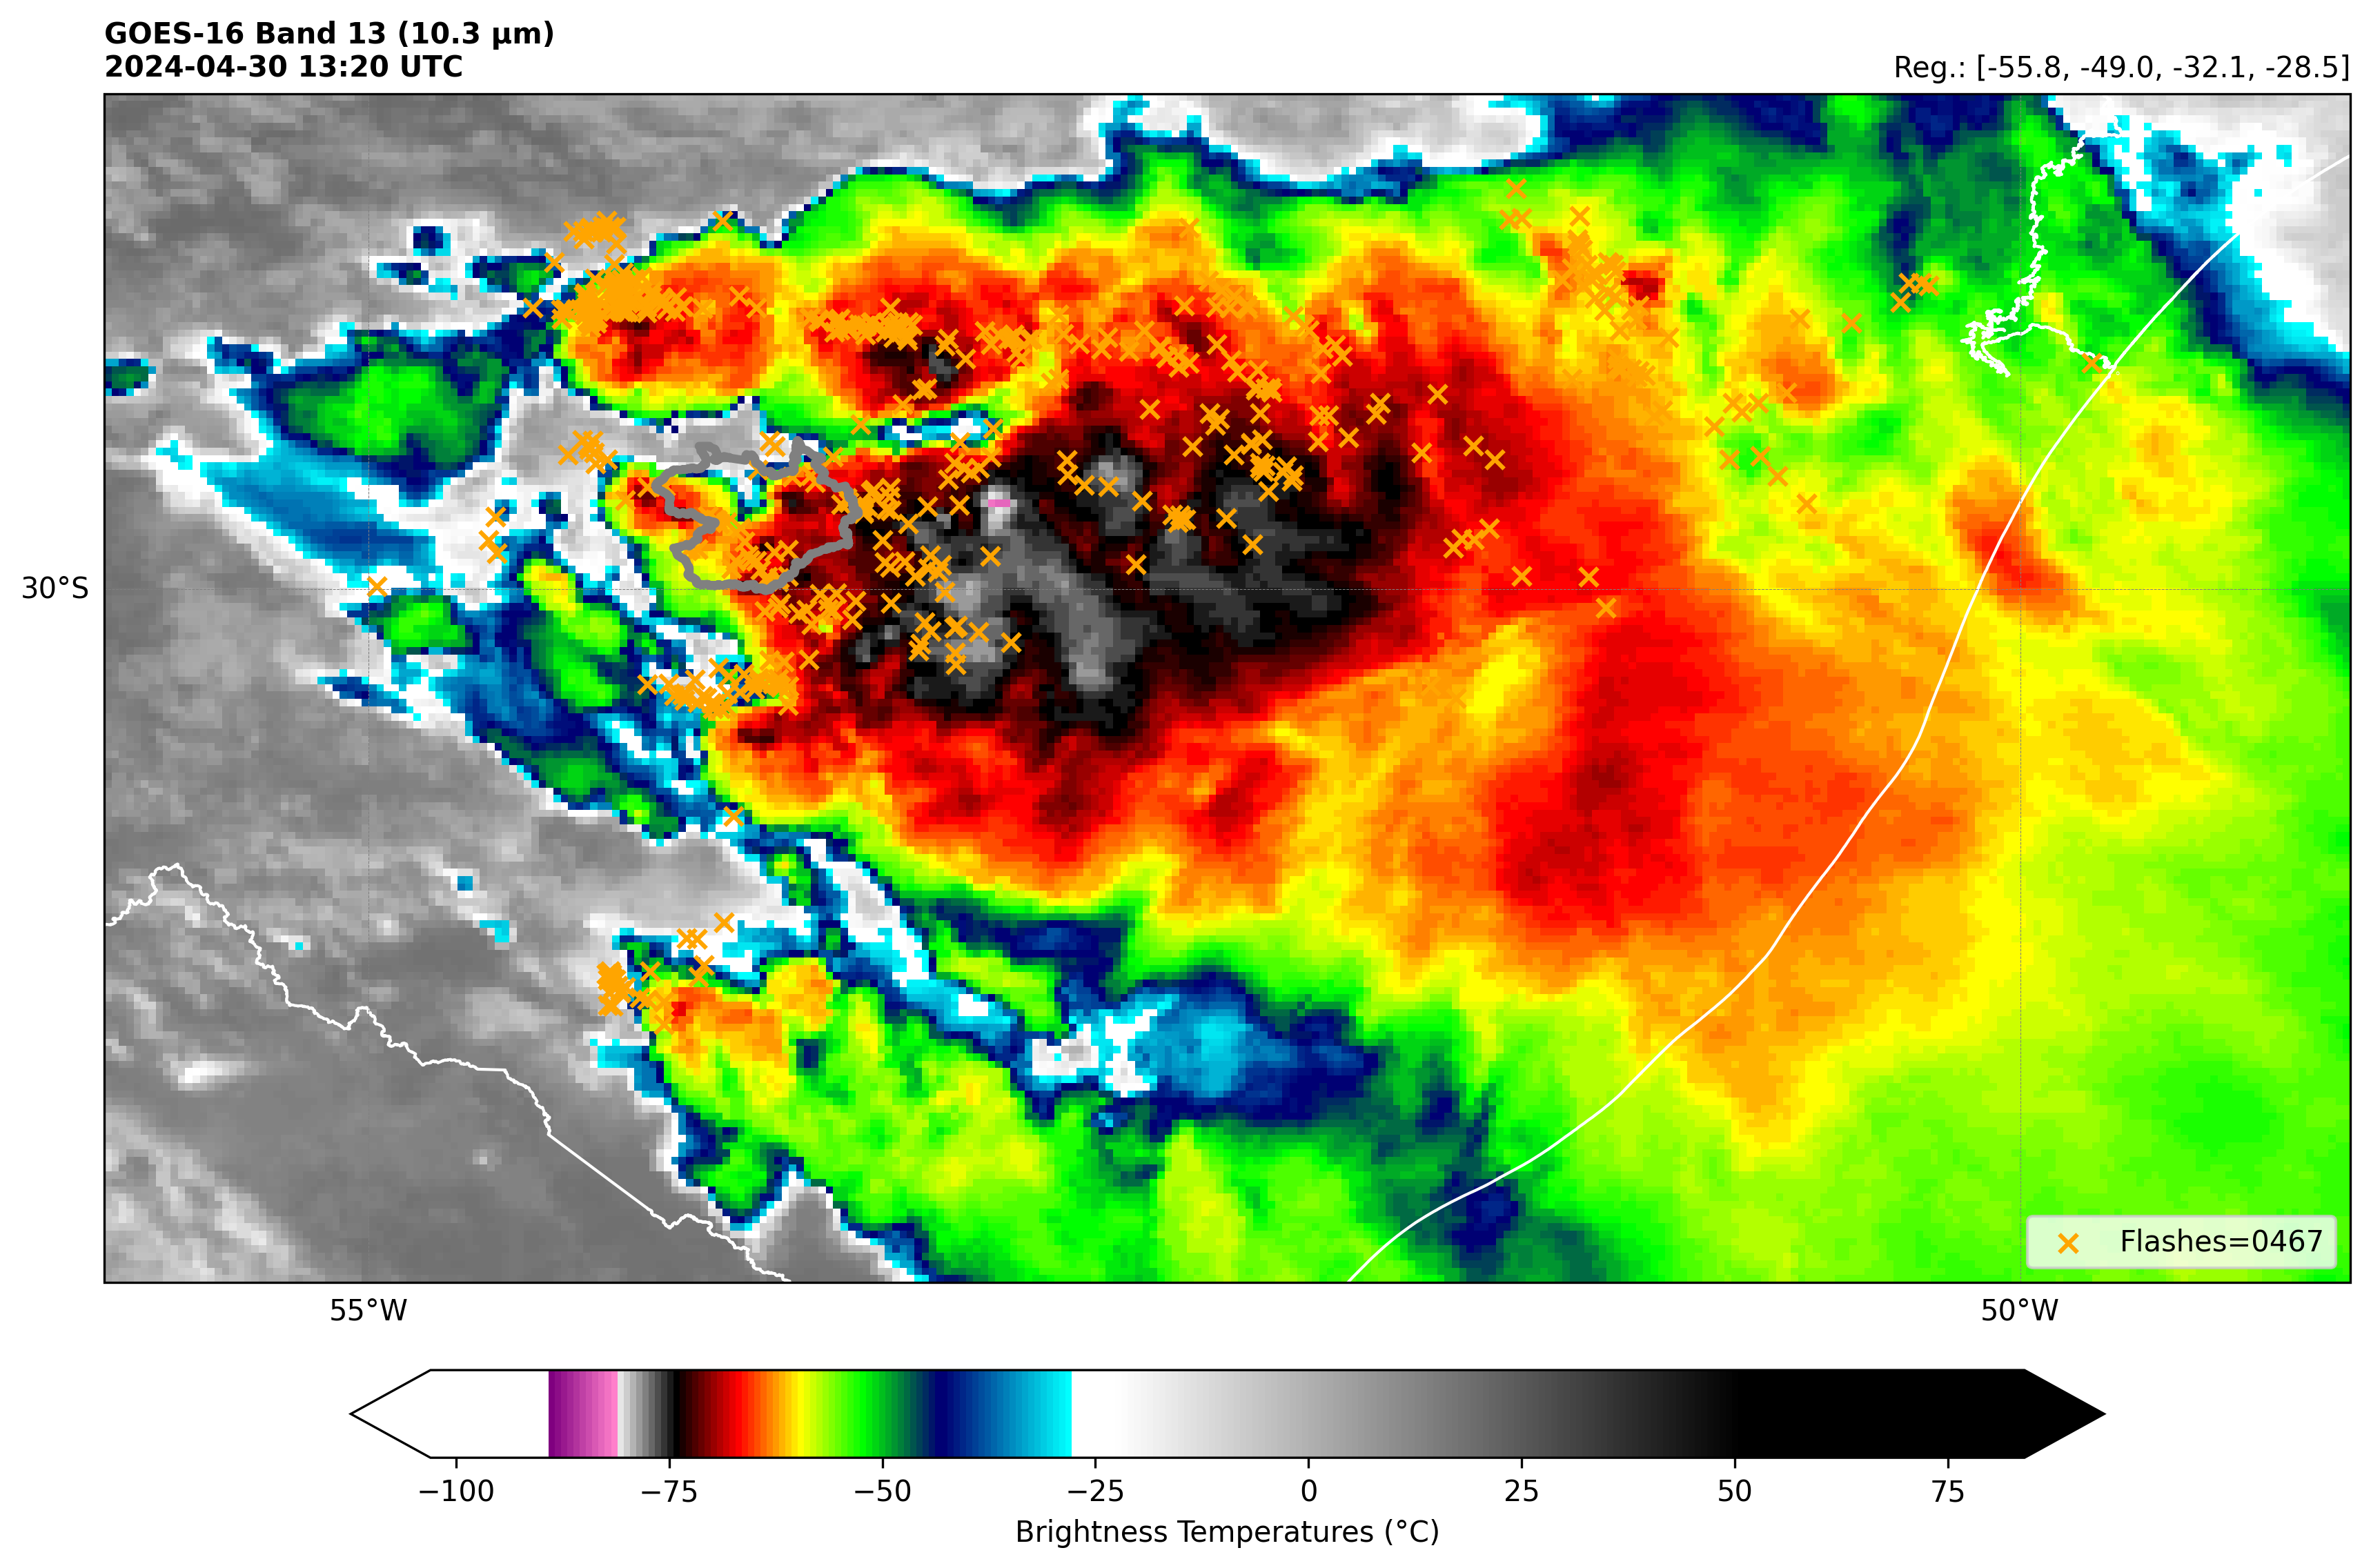 GOES-16 Band 13 (10.3 µm)
2024-04-30 13:20 UTC
Reg.: [-55.8, -49.0, -32.1, -28.5]
30°S
Flashes=0467
55°W
50°W
−100
−75
−50
−25
0
25
50
75
Brightness Temperatures (°C)